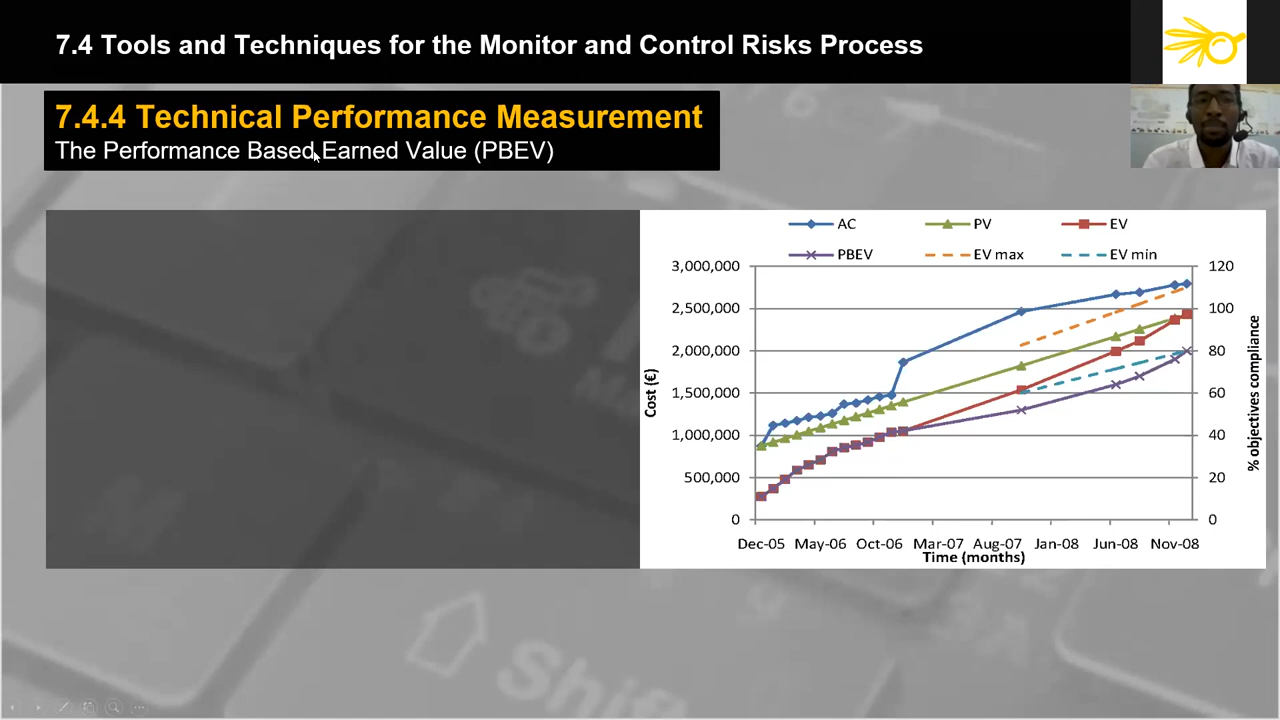 7.4 Tools and Techniques for the Monitor and Control Risks Process
7.4.4 Technical Performance Measurement
The Performance Based Earned Value (PBEV)
AC PV EV
PBEV EV max EV min
3,000,000 120
2,500,000 100
2,000,000 80
1,500,000 60
1,000,000 40
500,000 20
0 0
Cost (€)
% objectives compliance
Dec-05 May-06 Oct-06 Mar-07 Aug-07 Jan-08 Jun-08 Nov-08
Time (months)
Shift